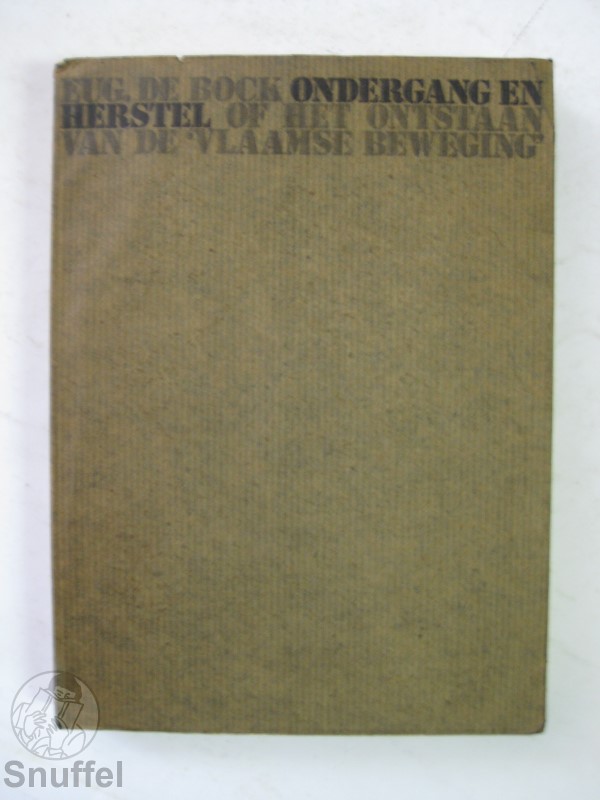 EUG. DE BOCK ONDERGANG EN
HERSTEL OF HET ONTSTAAN
VAN DE 'VLAAMSE BEWEGING'
Snuffel